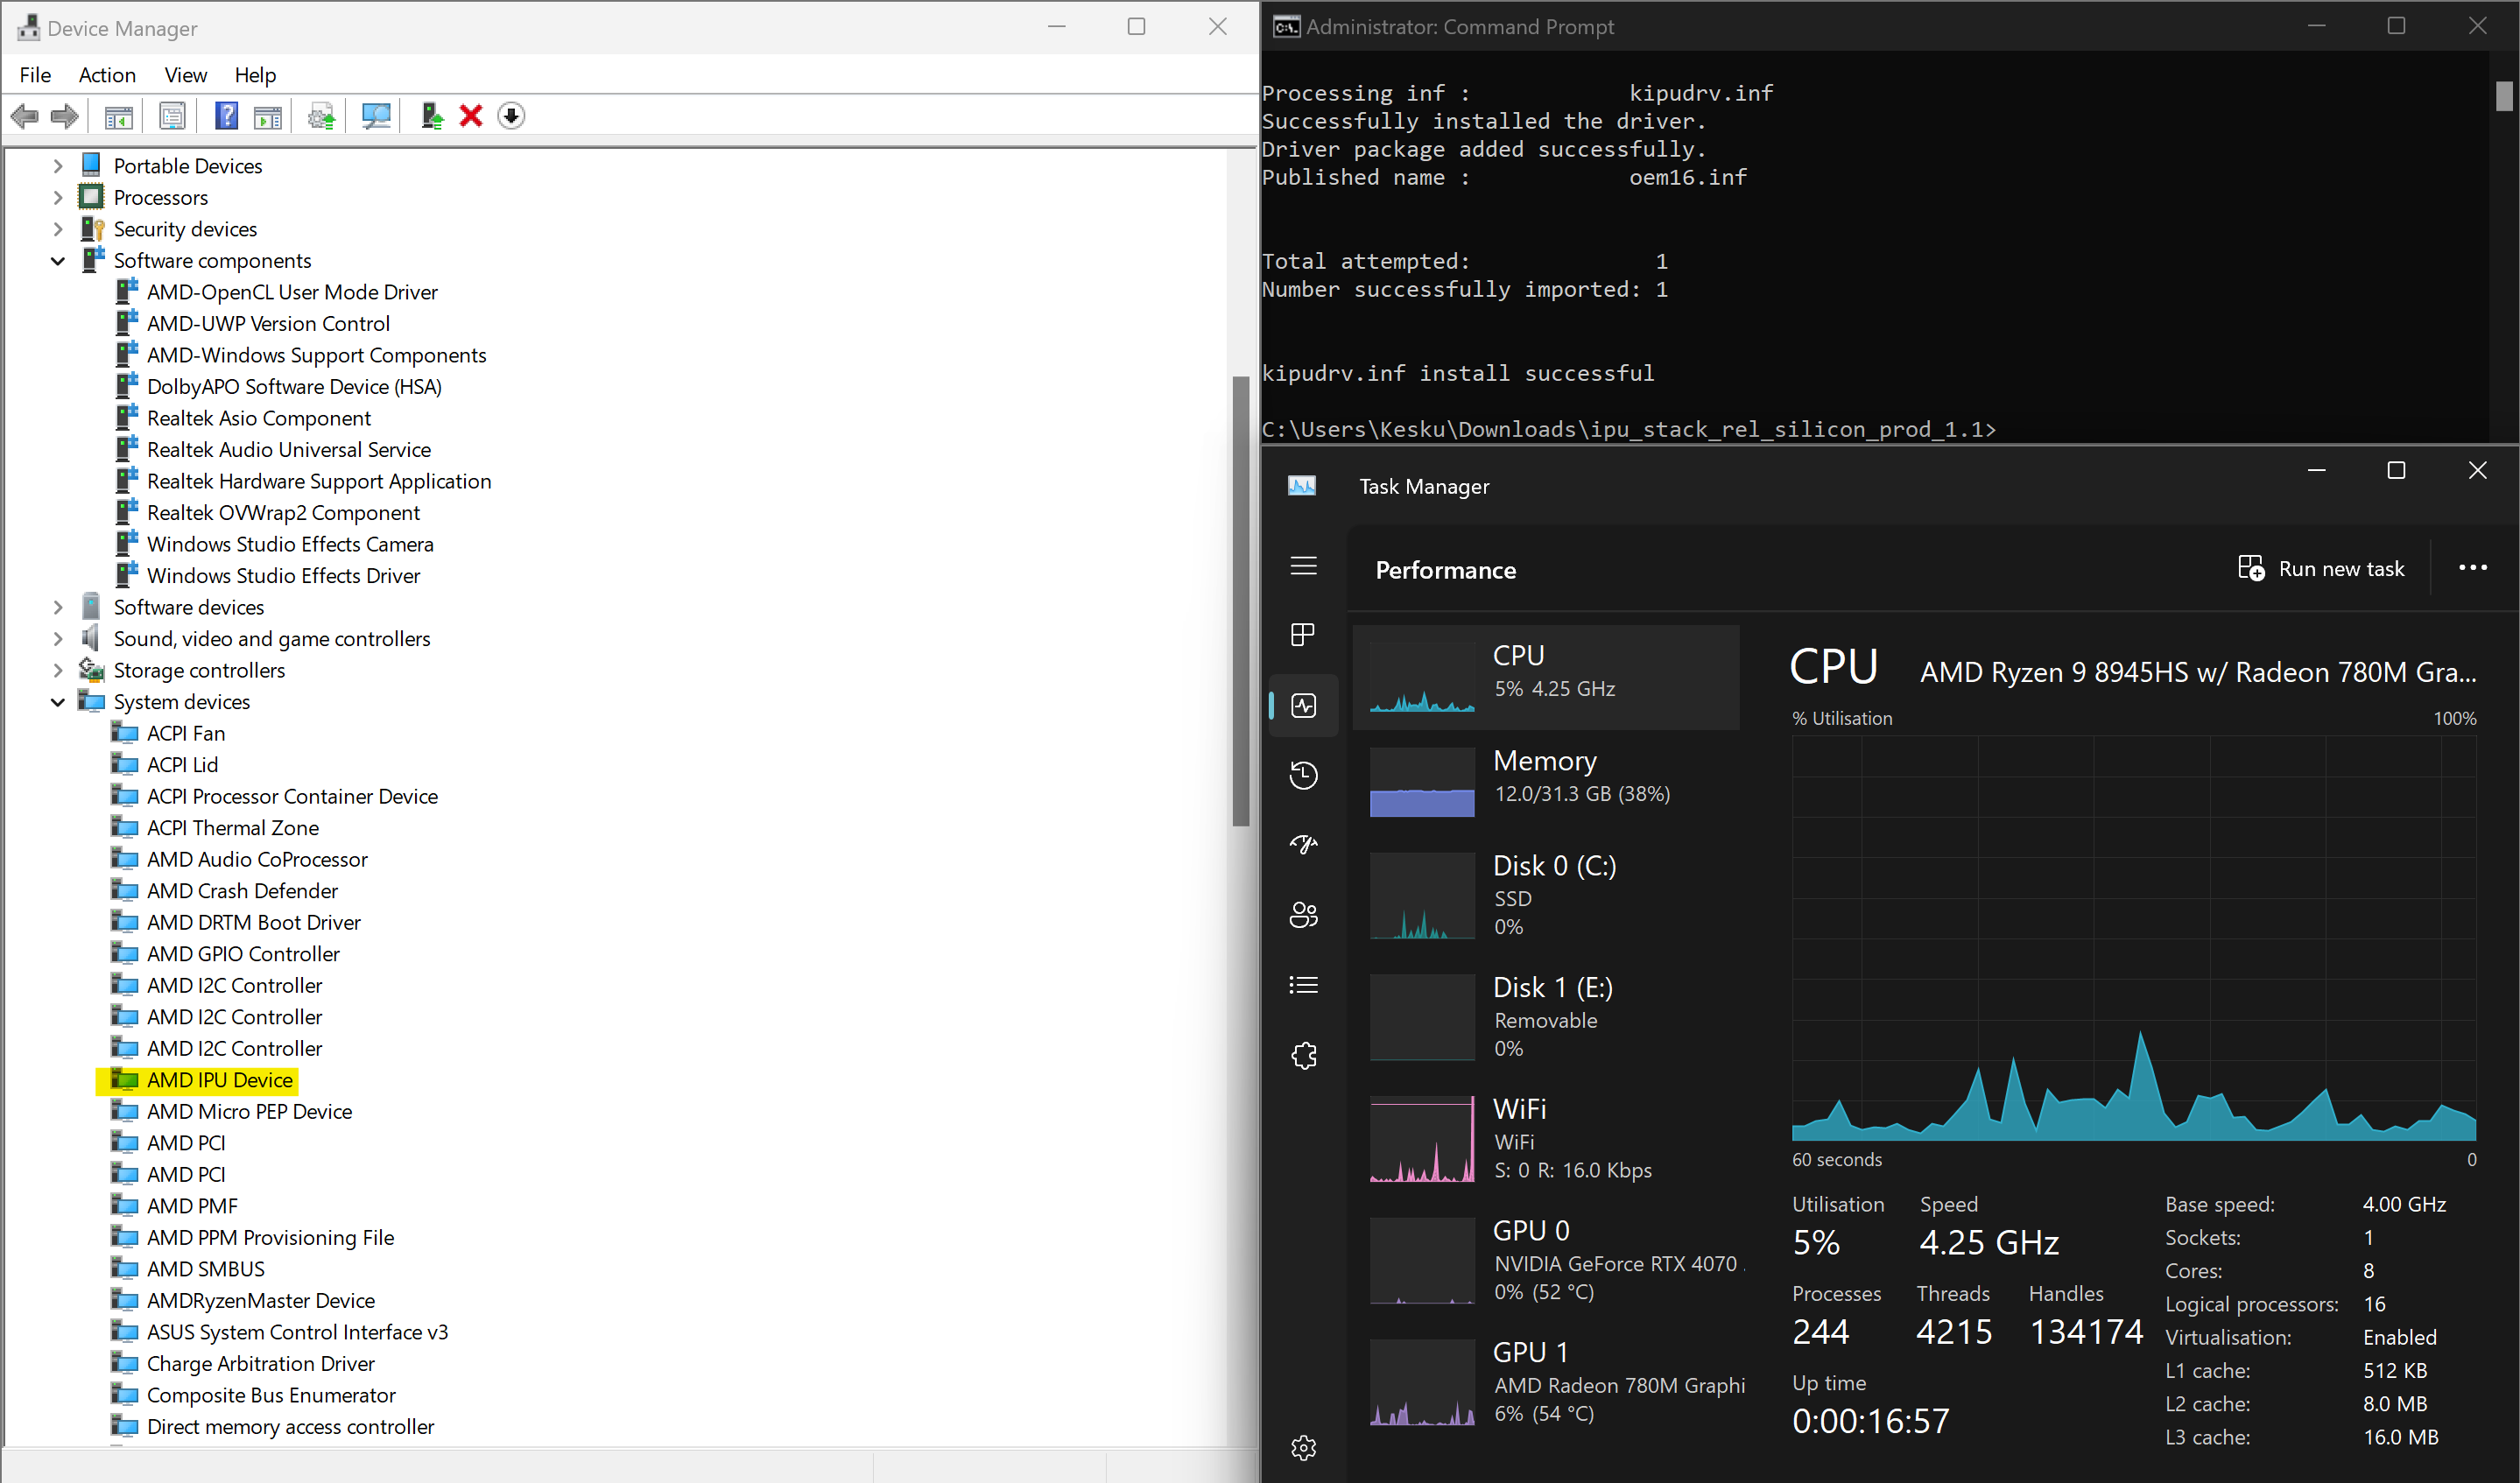 Device Manager
File Action View Help
Portable Devices
Processors
Security devices
Software components
AMD-OpenCL User Mode Driver
AMD-UWP Version Control
AMD-Windows Support Components
DolbyAPO Software Device (HSA)
Realtek Asio Component
Realtek Audio Universal Service
Realtek Hardware Support Application
Realtek OVWrap2 Component
Windows Studio Effects Camera
Windows Studio Effects Driver
Software devices
Sound, video and game controllers
Storage controllers
System devices
ACPI Fan
ACPI Lid
ACPI Processor Container Device
ACPI Thermal Zone
AMD Audio CoProcessor
AMD Crash Defender
AMD DRTM Boot Driver
AMD GPIO Controller
AMD I2C Controller
AMD I2C Controller
AMD I2C Controller
AMD IPU Device
AMD Micro PEP Device
AMD PCI
AMD PCI
AMD PMF
AMD PPM Provisioning File
AMD SMBUS
AMDRyzenMaster Device
ASUS System Control Interface v3
Charge Arbitration Driver
Composite Bus Enumerator
Direct memory access controller
Administrator: Command Prompt
Processing inf : kipudrv.inf
Successfully installed the driver.
Driver package added successfully.
Published name : oem16.inf
Total attempted: 1
Number successfully imported: 1
kipudrv.inf install successful
C:\Users\Kesku\Downloads\ipu_stack_rel_silicon_prod_1.1>
Task Manager
Performance
Run new task
CPU
5% 4.25 GHz
Memory
12.0/31.3 GB (38%)
Disk 0 (C:)
SSD
0%
Disk 1 (E:)
Removable
0%
WiFi
WiFi
S: 0 R: 16.0 Kbps
GPU 0
NVIDIA GeForce RTX 4070 .
0% (52 °C)
GPU 1
AMD Radeon 780M Graphi
6% (54 °C)
CPU AMD Ryzen 9 8945HS w/ Radeon 780M Gra...
% Utilisation 100%
60 seconds 0
Utilisation Speed
5% 4.25 GHz
Processes Threads Handles
244 4215 134174
Up time
0:00:16:57
Base speed: 4.00 GHz
Sockets: 1
Cores: 8
Logical processors: 16
Virtualisation: Enabled
L1 cache: 512 KB
L2 cache: 8.0 MB
L3 cache: 16.0 MB